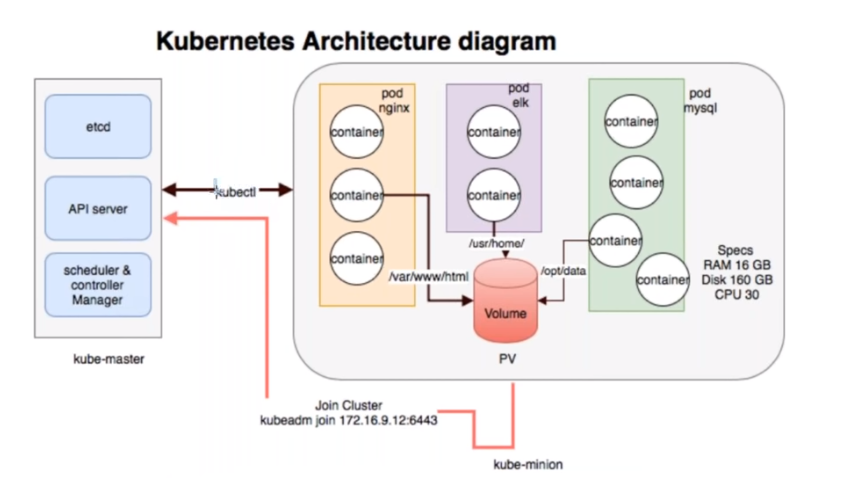 Kubernetes Architecture diagram
etcd
API server
scheduler &
controller
Manager
kube-master
kubectl
pod
nginx
container
container
container
/var/www/html
pod
elk
container
container
/usr/home/
pod
mysql
container
container
container
container
/opt/data
Volume
PV
Specs
RAM 16 GB
Disk 160 GB
CPU 30
Join Cluster
kubeadm join 172.16.9.12:6443
kube-minion